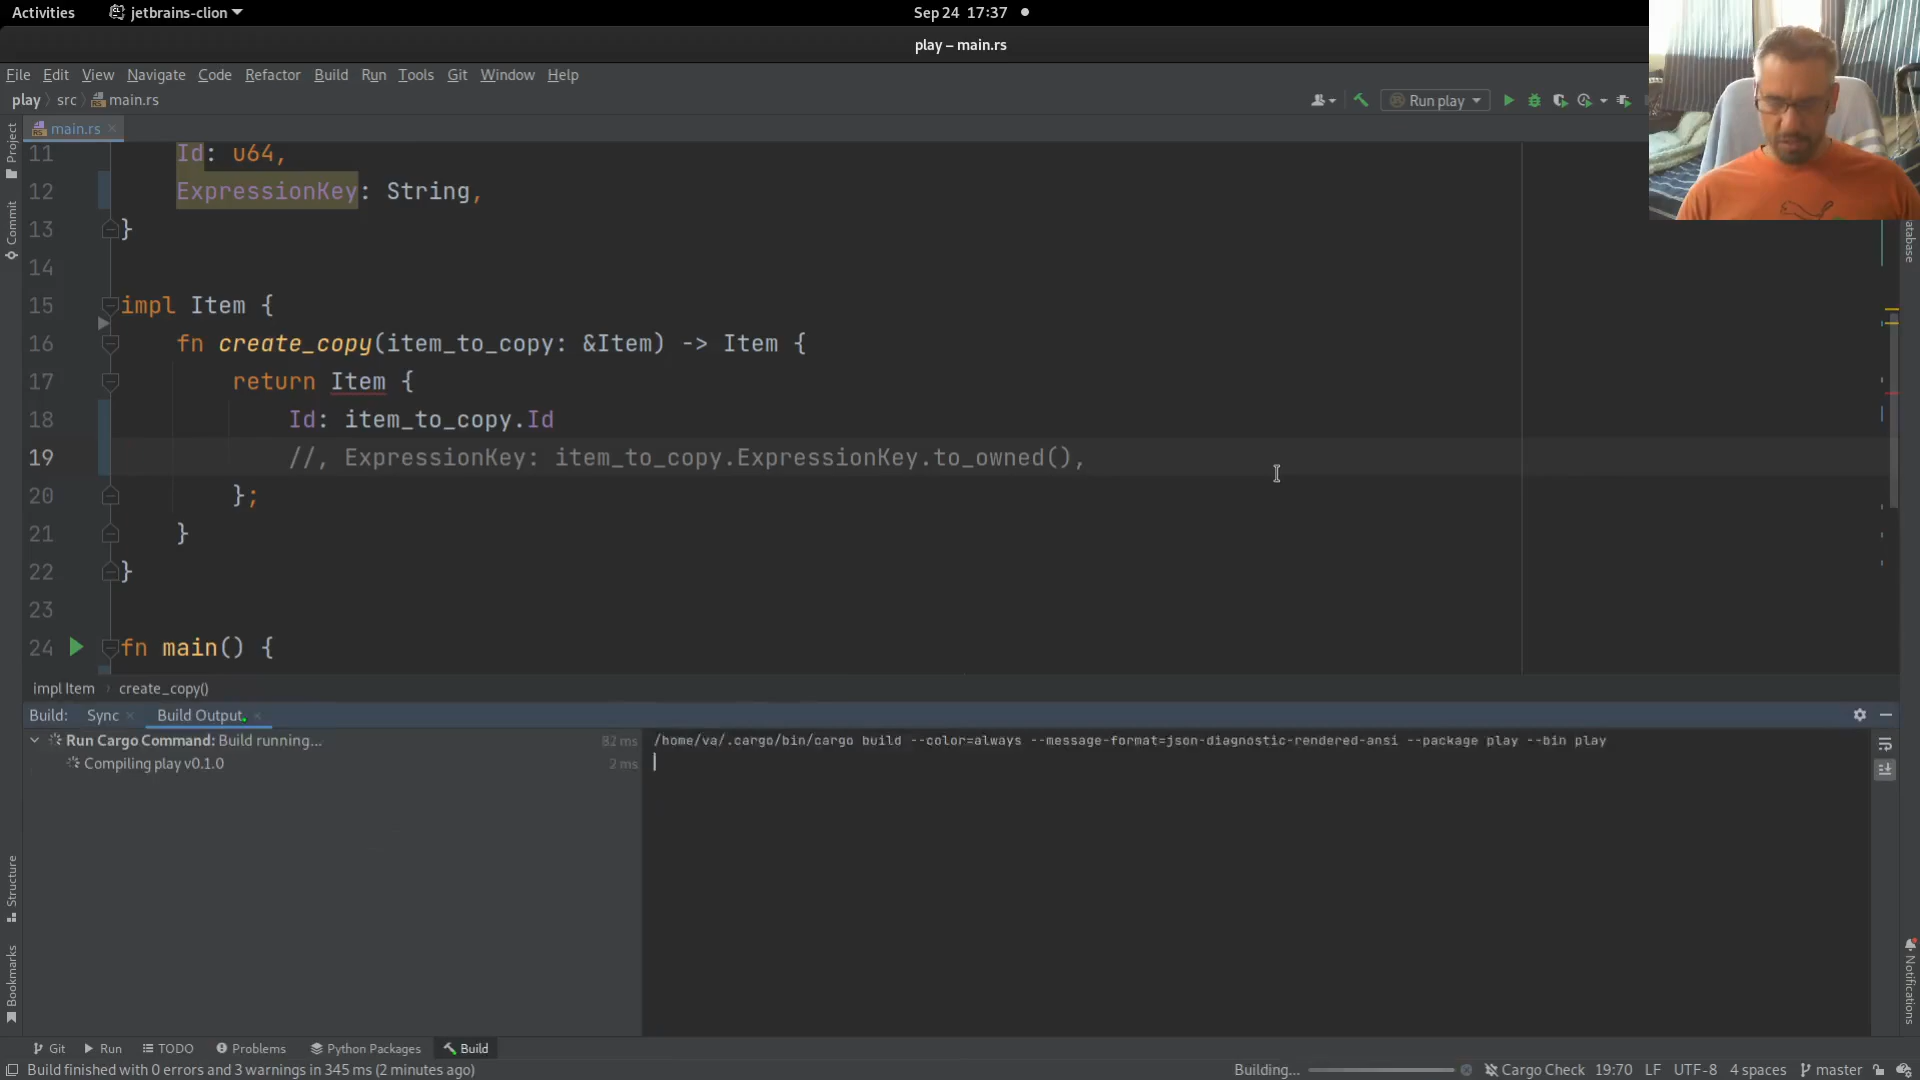 Activities
jetbrains-clion
Sep 24 17:37
play – main.rs
File Edit View Navigate Code Refactor Build Run Tools Git Window Help
play src main.rs
Run play
main.rs
Project
Commit
Structure
Bookmarks
11 Id: u64,
12 ExpressionKey: String,
13 }
14
15 impl Item {
16 fn create_copy(item_to_copy: &Item) -> Item {
17 return Item {
18 Id: item_to_copy.Id
19 //, ExpressionKey: item_to_copy.ExpressionKey.to_owned(),
20 };
21 }
22 }
23
24 fn main() {
impl Item create_copy()
Build: Sync Build Output
Run Cargo Command: Build running... 82 ms
Compiling play v0.1.0 2 ms
/home/va/.cargo/bin/cargo build --color=always --message-format=json-diagnostic-rendered-ansi --package play --bin play
Notifications
Git Run TODO Problems Python Packages Build
Build finished with 0 errors and 3 warnings in 345 ms (2 minutes ago)
Building... Cargo Check 19:70 LF UTF-8 4 spaces master